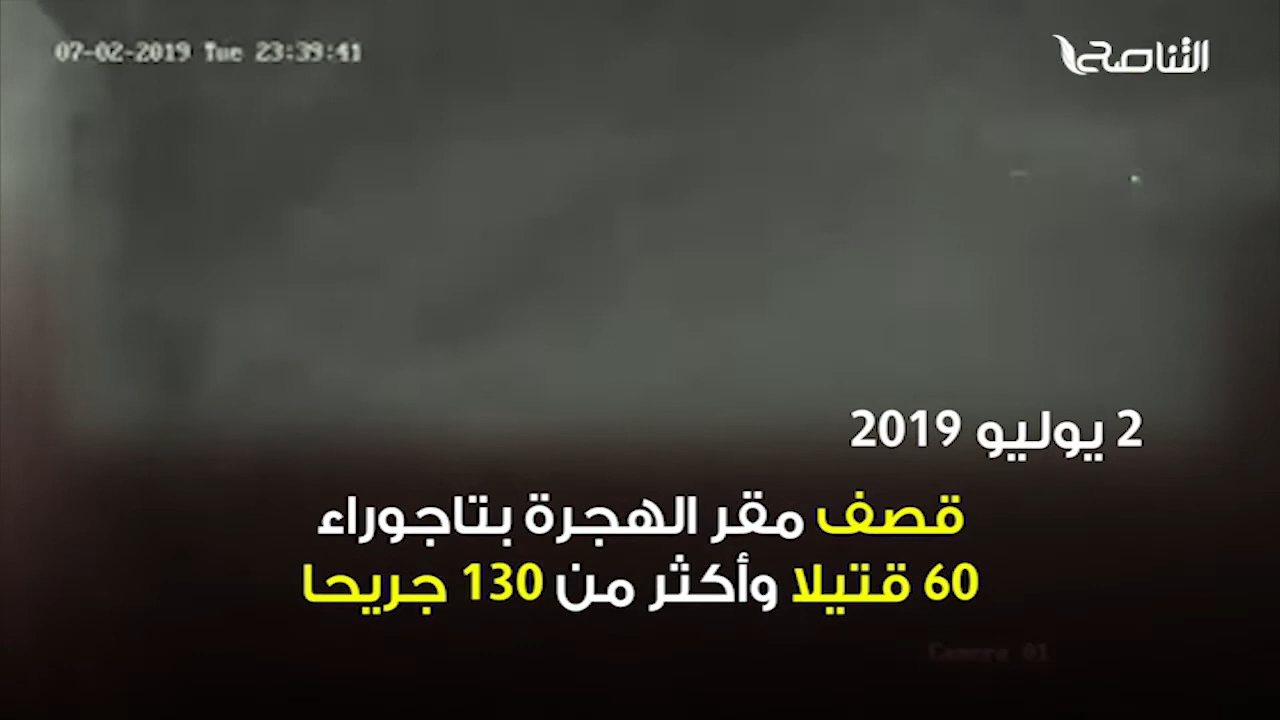 07-02-2019 Tue 23:39:41
التناصح
2 يوليو 2019
قصف مقر الهجرة بتاجوراء
60 قتيلا وأكثر من 130 جريحا
Camera 01